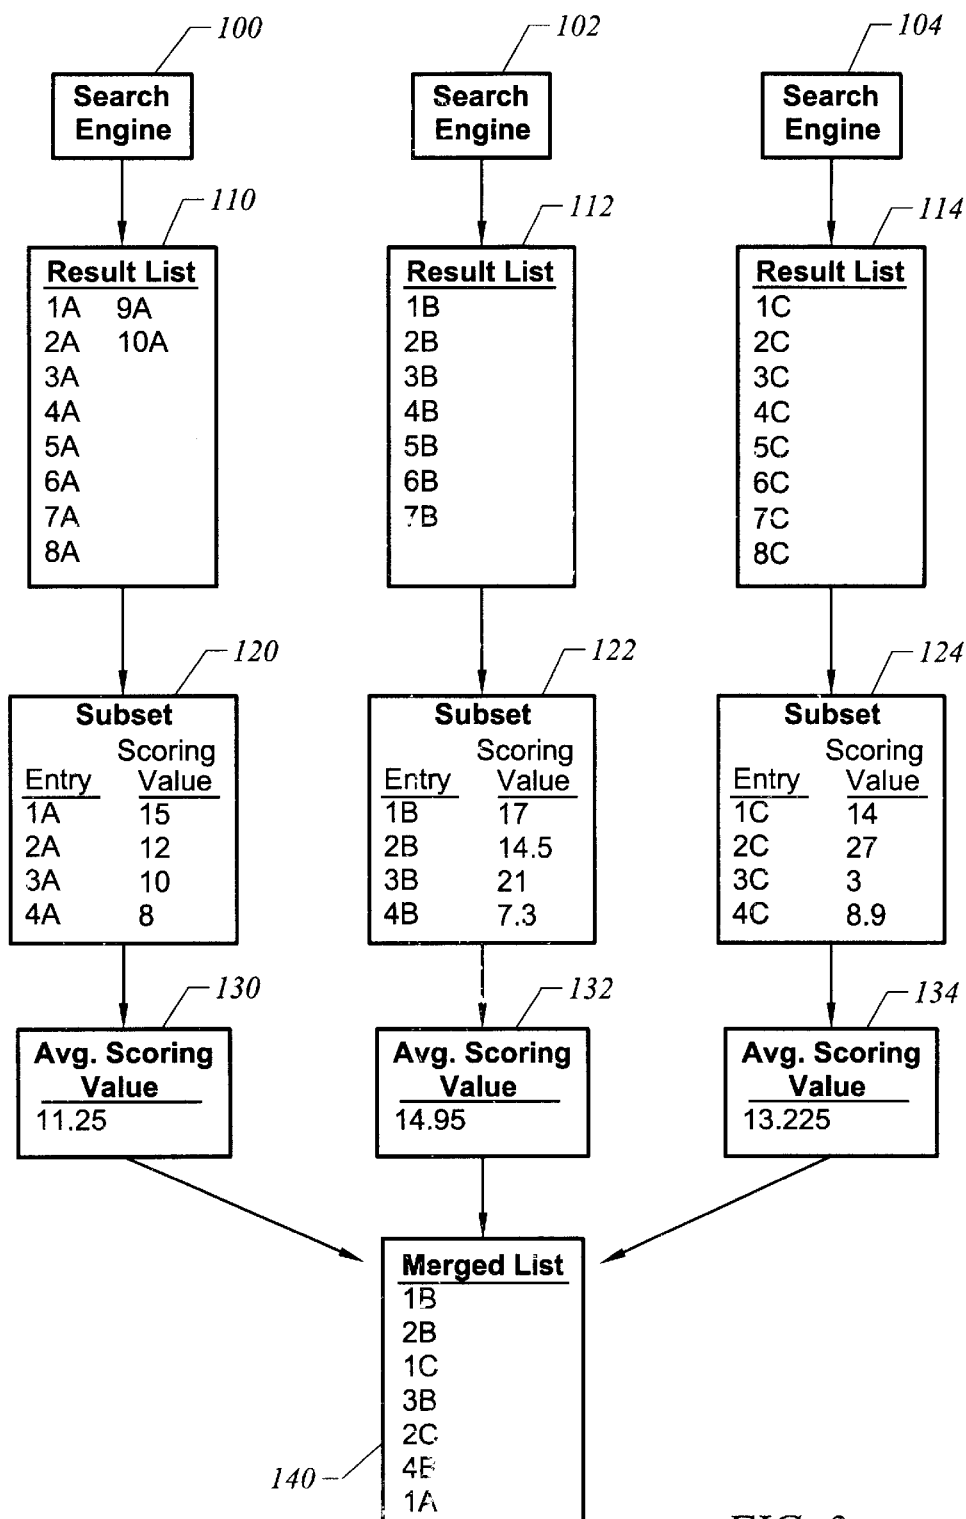 100
102
104
Search
Engine
Search
Engine
Search
Engine
110
112
114
Result List
1A 9A
2A 10A
3A
4A
5A
6A
7A
8A
Result List
1B
2B
3B
4B
5B
6B
7B
Result List
1C
2C
3C
4C
5C
6C
7C
8C
120
122
124
Subset
Scoring
Entry Value
1A 15
2A 12
3A 10
4A 8
Subset
Scoring
Entry Value
1B 17
2B 14.5
3B 21
4B 7.3
Subset
Scoring
Entry Value
1C 14
2C 27
3C 3
4C 8.9
130
132
134
Avg. Scoring
Value
11.25
Avg. Scoring
Value
14.95
Avg. Scoring
Value
13.225
Merged List
1B
2B
1C
3B
2C
4B
1A
140